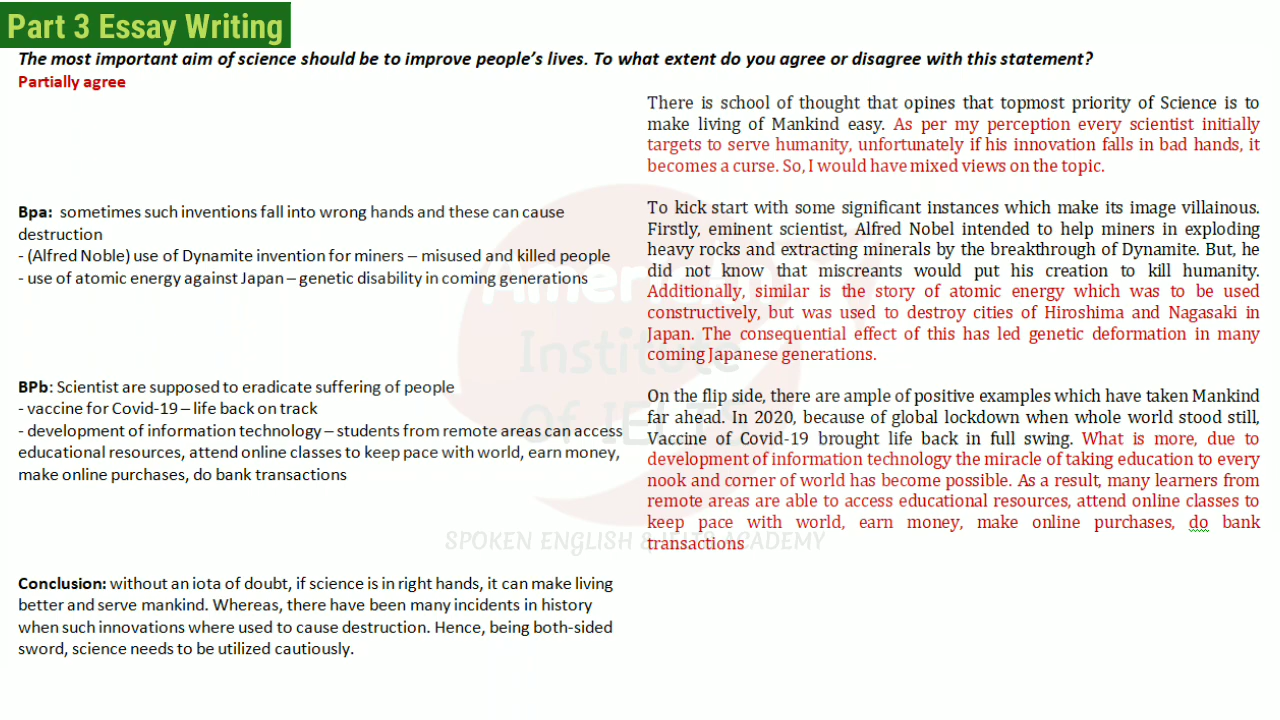 Part 3 Essay Writing
The most important aim of science should be to improve people's lives. To what extent do you agree or disagree with this statement?
Partially agree
Bpa: sometimes such inventions fall into wrong hands and these can cause
destruction
- (Alfred Noble) use of Dynamite invention for miners – misused and killed people
- use of atomic energy against Japan – genetic disability in coming generations
BPb: Scientist are supposed to eradicate suffering of people
- vaccine for Covid-19 – life back on track
- development of information technology – students from remote areas can access
educational resources, attend online classes to keep pace with world, earn money,
make online purchases, do bank transactions
Conclusion: without an iota of doubt, if science is in right hands, it can make living
better and serve mankind. Whereas, there have been many incidents in history
when such innovations where used to cause destruction. Hence, being both-sided
sword, science needs to be utilized cautiously.
There is school of thought that opines that topmost priority of Science is to
make living of Mankind easy. As per my perception every scientist initially
targets to serve humanity, unfortunately if his innovation falls in bad hands, it
becomes a curse. So, I would have mixed views on the topic.
To kick start with some significant instances which make its image villainous.
Firstly, eminent scientist, Alfred Nobel intended to help miners in exploding
heavy rocks and extracting minerals by the breakthrough of Dynamite. But, he
did not know that miscreants would put his creation to kill humanity.
Additionally, similar is the story of atomic energy which was to be used
constructively, but was used to destroy cities of Hiroshima and Nagasaki in
Japan. The consequential effect of this has led genetic deformation in many
coming Japanese generations.
On the flip side, there are ample of positive examples which have taken Mankind
far ahead. In 2020, because of global lockdown when whole world stood still,
Vaccine of Covid-19 brought life back in full swing. What is more, due to
development of information technology the miracle of taking education to every
nook and corner of world has become possible. As a result, many learners from
remote areas are able to access educational resources, attend online classes to
keep pace with world, earn money, make online purchases, do bank
transactions
American
Institute
Of IELT
SPOKEN ENGLISH & IELTS ACADEMY